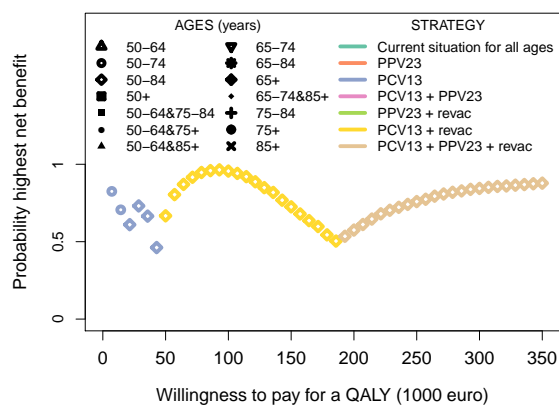 AGES (years)
STRATEGY
50−64
50−74
50−84
50+
50−64&75−84
50−64&75+
50−64&85+
65−74
65−84
65+
65−74&85+
75−84
75+
85+
Current situation for all ages
PPV23
PCV13
PCV13 + PPV23
PPV23 + revac
PCV13 + revac
PCV13 + PPV23 + revac
Probability highest net benefit
1
0.5
0
0 50 100 150 200 250 300 350
Willingness to pay for a QALY (1000 euro)